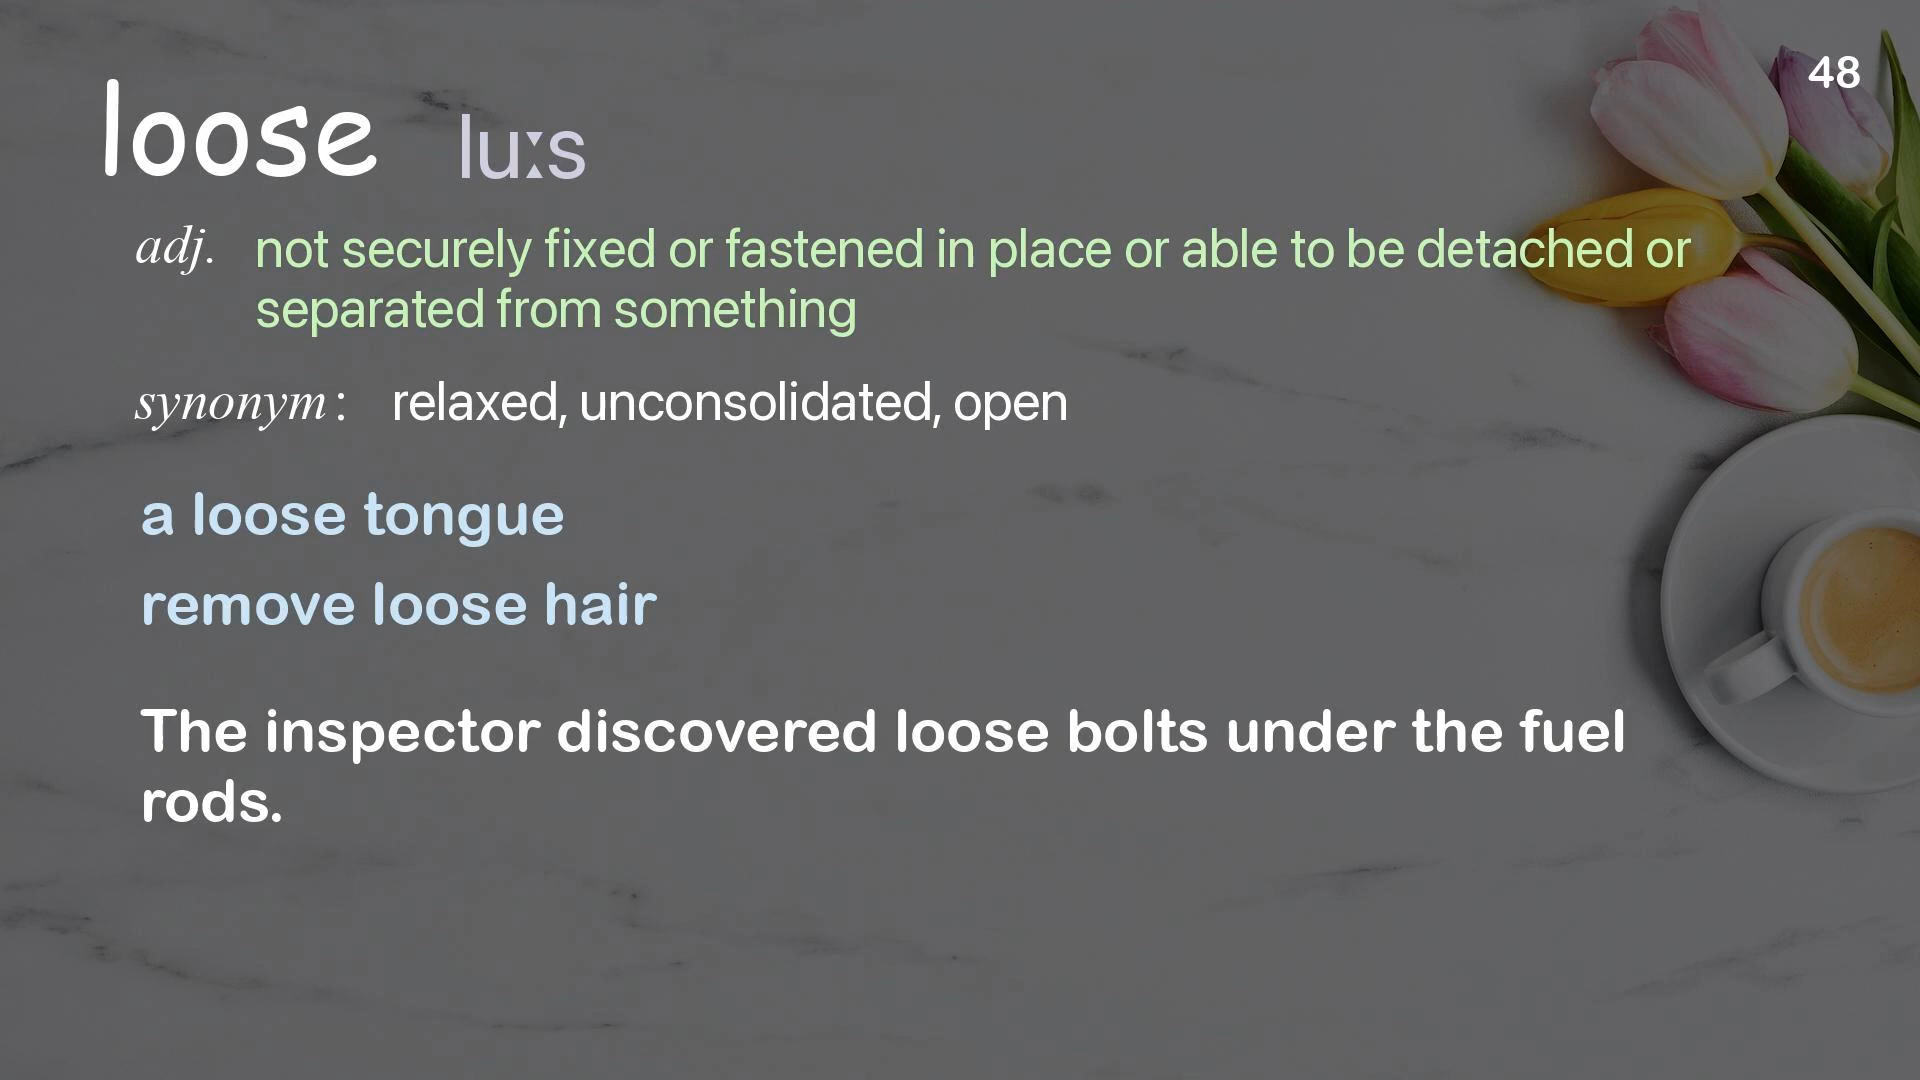 48
loose luːs
adj. not securely fixed or fastened in place or able to be detached or
separated from something
synonym: relaxed, unconsolidated, open
a loose tongue
remove loose hair
The inspector discovered loose bolts under the fuel
rods.